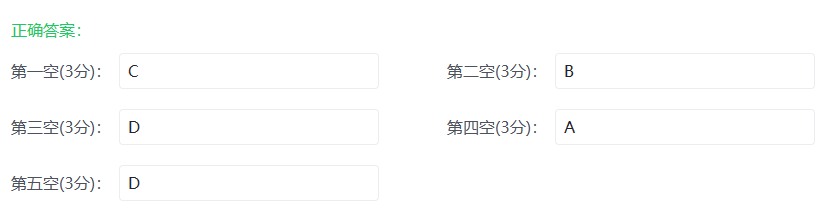 正确答案:
第一空(3分): C 第二空(3分): B
第三空(3分): D 第四空(3分): A
第五空(3分): D